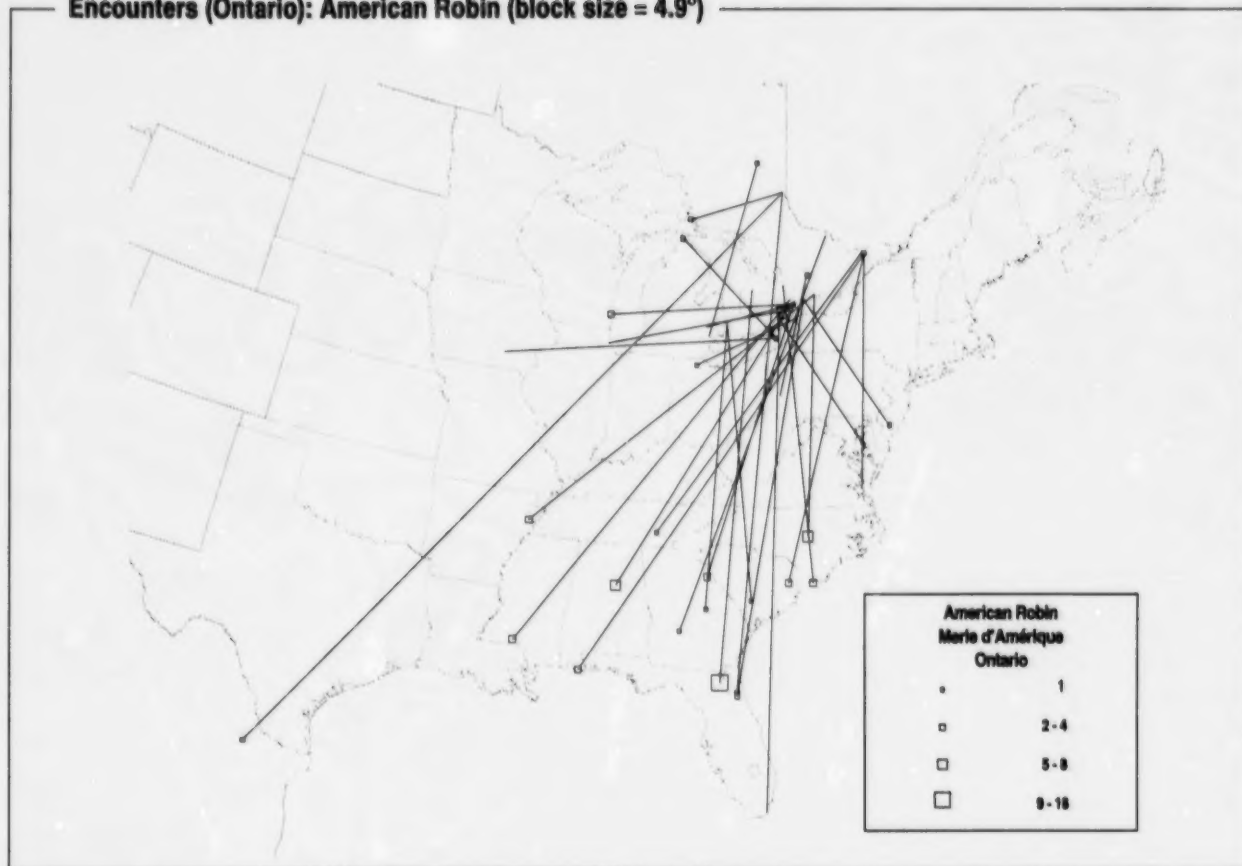 Encounters (Ontario): American Robin (block size = 4.9°)
American Robin
Merle d'Amérique
Ontario
1
2-4
5-8
9-18